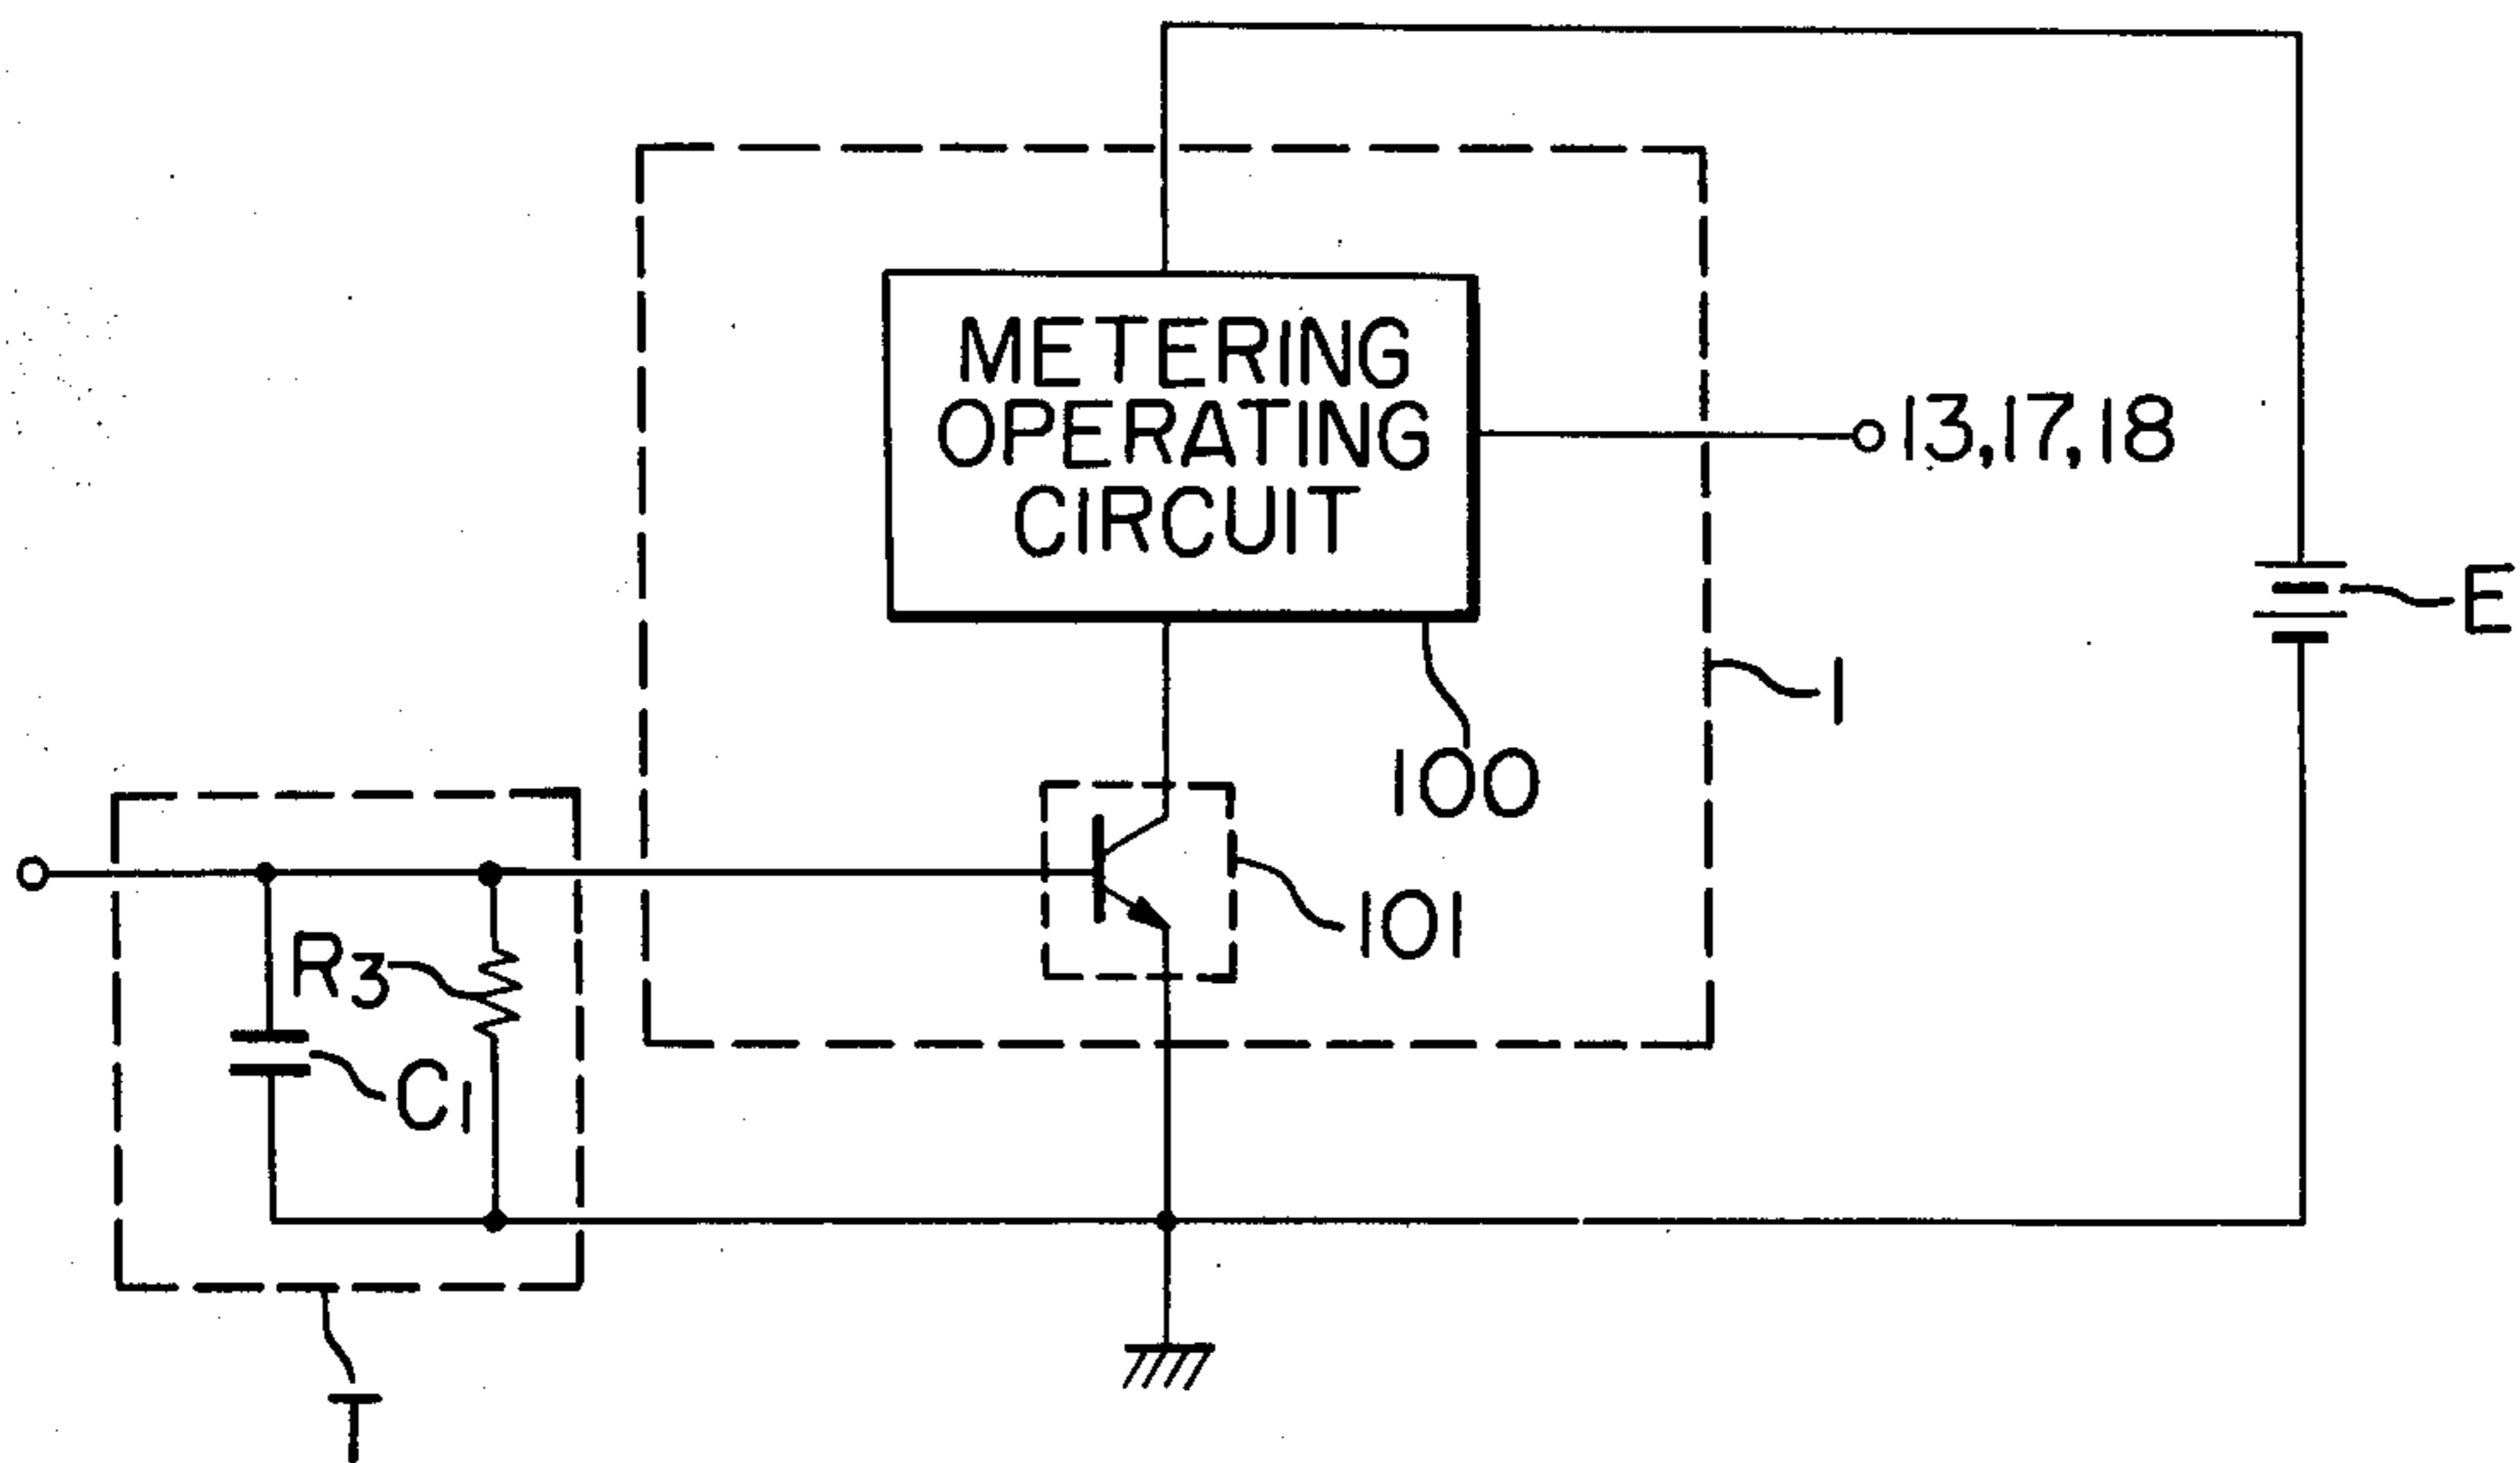 METERING
OPERATING
CIRCUIT
13,17,18
E
1
100
101
R3
C1
T